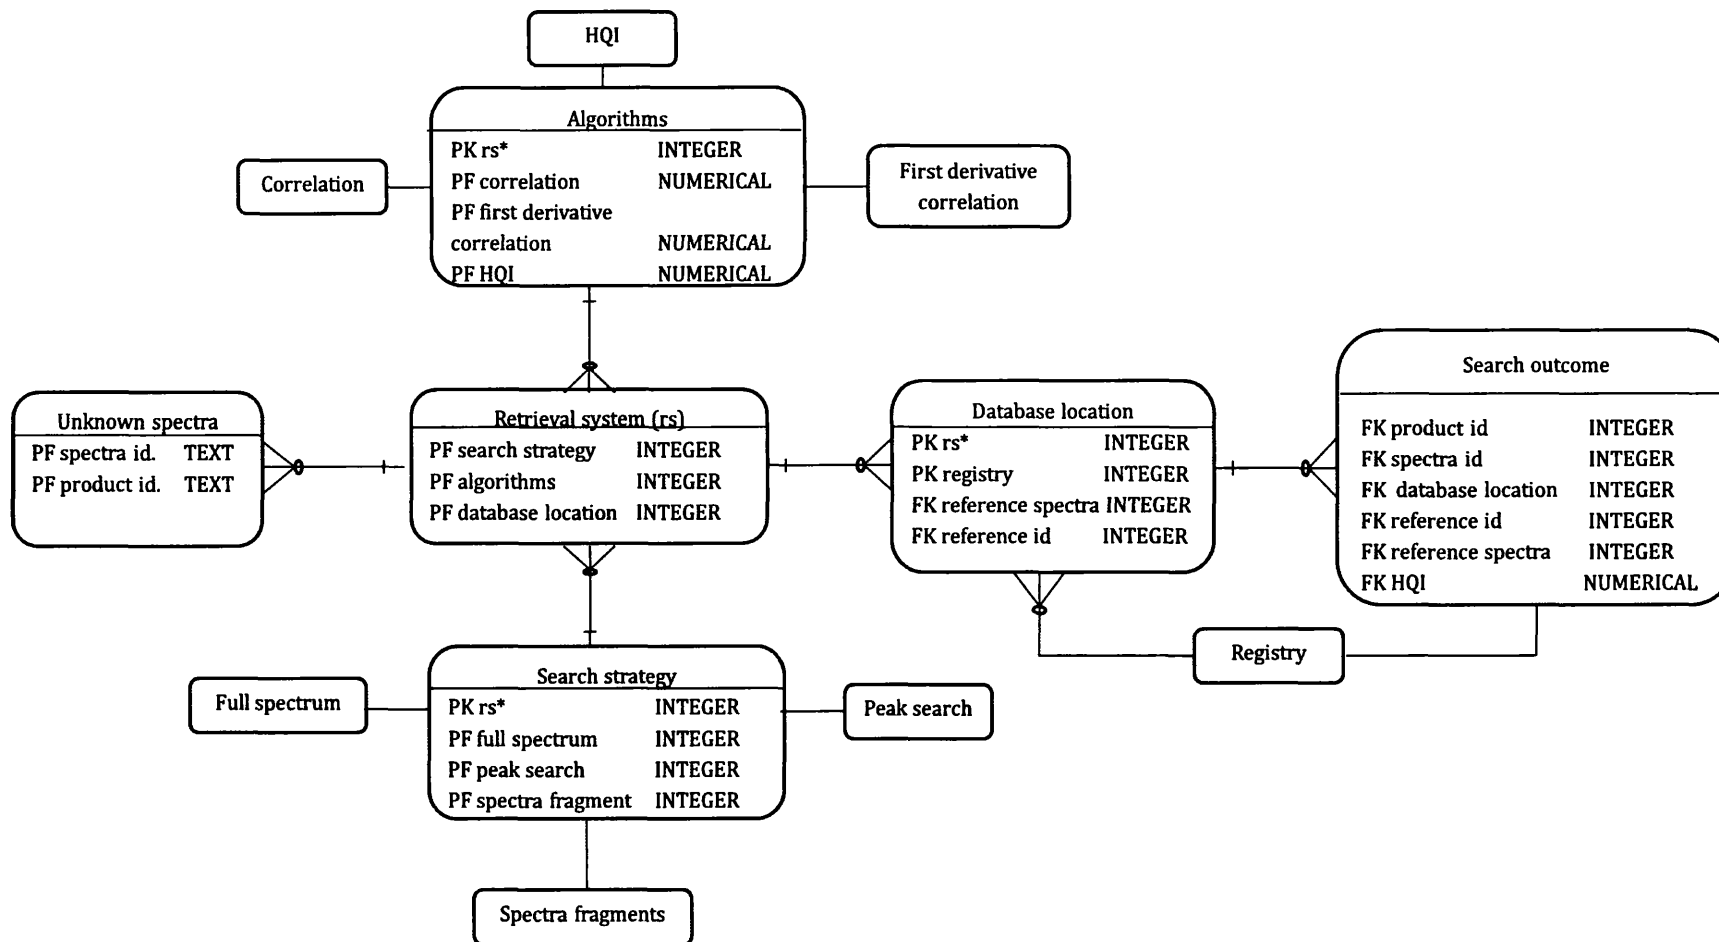 HQI
Algorithms
PK rs* INTEGER
PF correlation NUMERICAL
PF first derivative
correlation NUMERICAL
PF HQI NUMERICAL
Correlation
First derivative
correlation
Unknown spectra
PF spectra id. TEXT
PF product id. TEXT
Retrieval system (rs)
PF search strategy INTEGER
PF algorithms INTEGER
PF database location INTEGER
Database location
PK rs* INTEGER
PK registry INTEGER
FK reference spectra INTEGER
FK reference id INTEGER
Search outcome
FK product id INTEGER
FK spectra id INTEGER
FK database location INTEGER
FK reference id INTEGER
FK reference spectra INTEGER
FK HQI NUMERICAL
Registry
Search strategy
PK rs* INTEGER
PF full spectrum INTEGER
PF peak search INTEGER
PF spectra fragment INTEGER
Full spectrum
Peak search
Spectra fragments